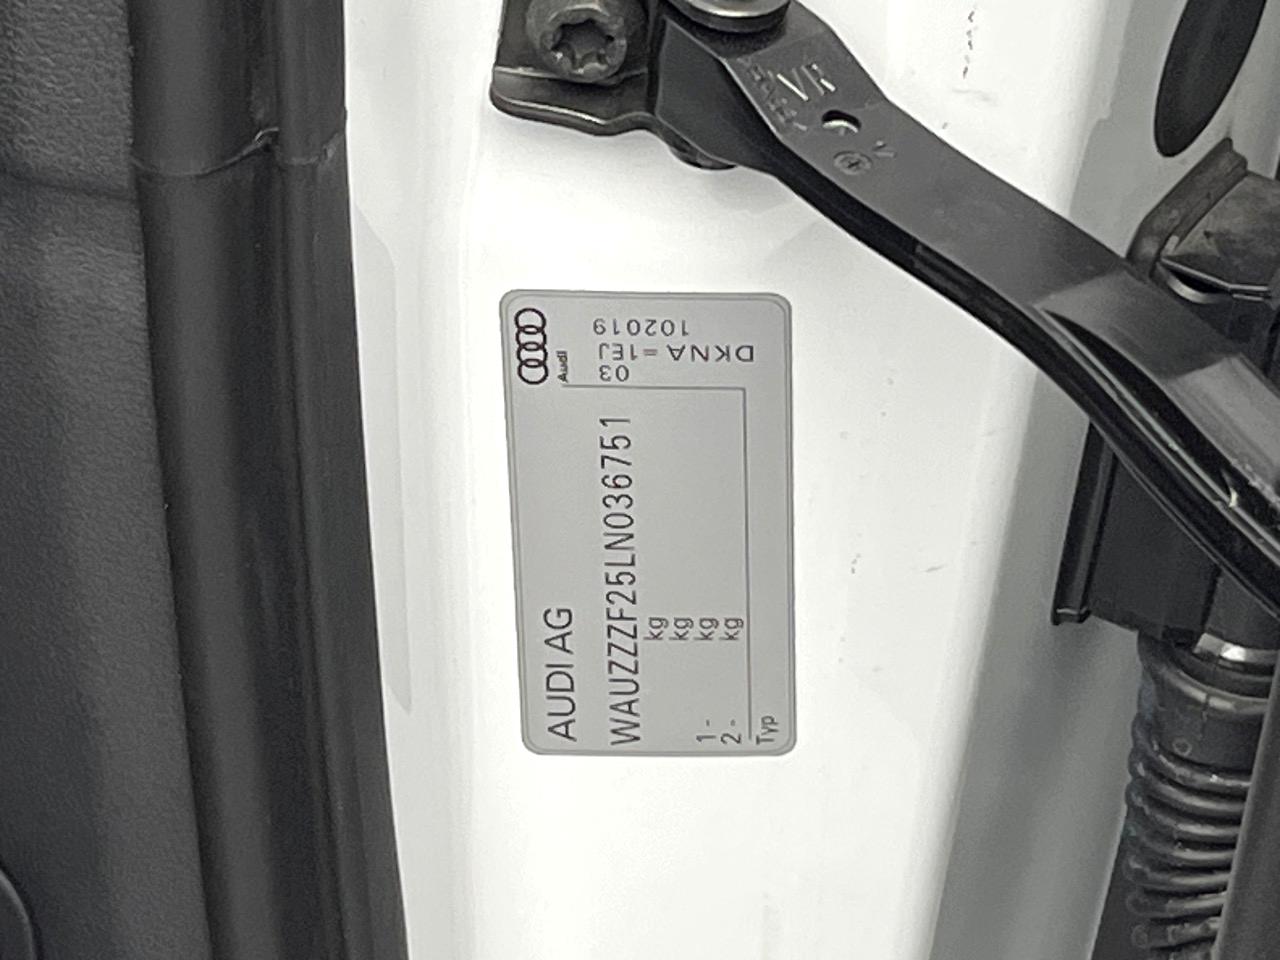 AUDI AG
WAUZZZF25LN036751
kg
kg
1 - kg
2 - kg
Typ
Audi
03
DKNA =1EJ
102019
VR